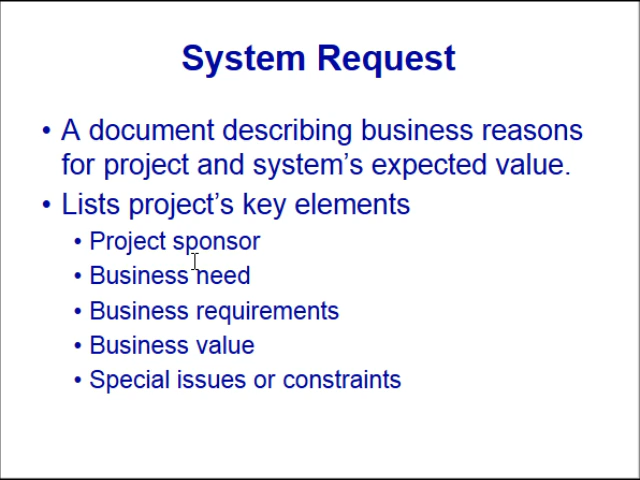 System Request
• A document describing business reasons
for project and system's expected value.
• Lists project's key elements
• Project sponsor
• Business need
• Business requirements
• Business value
• Special issues or constraints